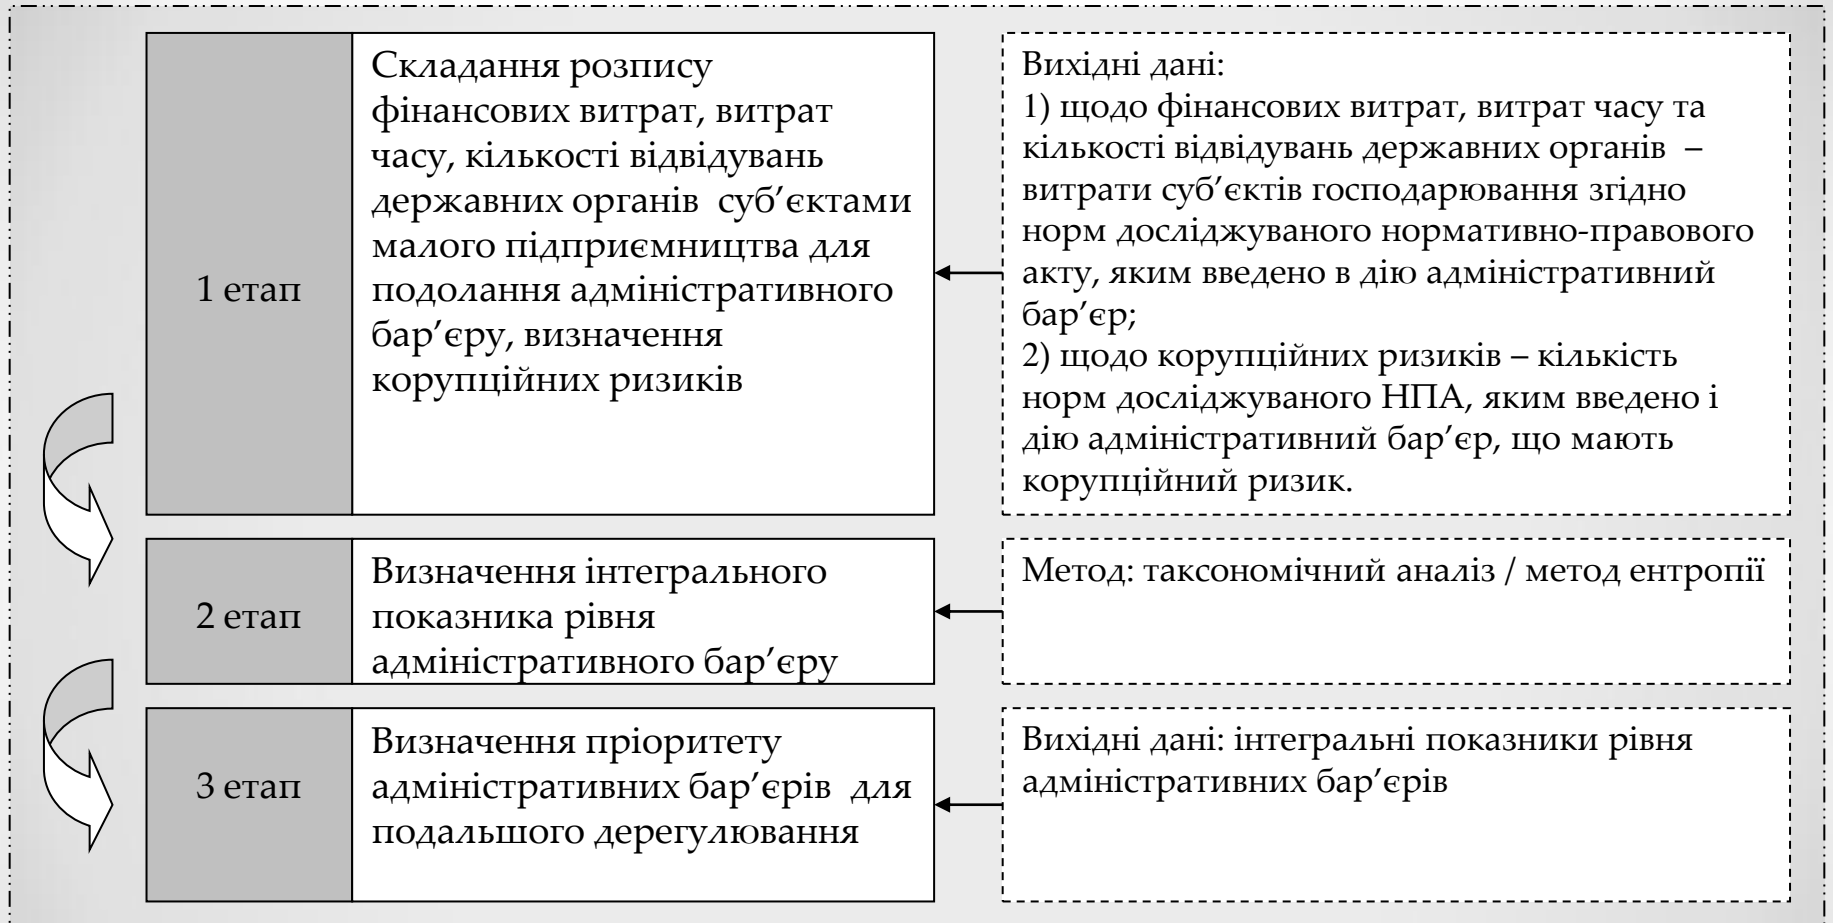 1 етап
Складання розпису
фінансових витрат, витрат
часу, кількості відвідувань
державних органів  суб’єктами
малого підприємництва для
подолання адміністративного
бар’єру, визначення
корупційних ризиків
Вихідні дані:
1) щодо фінансових витрат, витрат часу та
кількості відвідувань державних органів  –
витрати суб’єктів господарювання згідно
норм досліджуваного нормативно-правового
акту, яким введено в дію адміністративний
бар’єр;
2) щодо корупційних ризиків – кількість
норм досліджуваного НПА, яким введено і
дію адміністративний бар’єр, що мають
корупційний ризик.
2 етап
Визначення інтегрального
показника рівня
адміністративного бар’єру
Метод: таксономічний аналіз / метод ентропії
3 етап
Визначення пріоритету
адміністративних бар’єрів  для
подальшого дерегулювання
Вихідні дані: інтегральні показники рівня
адміністративних бар’єрів